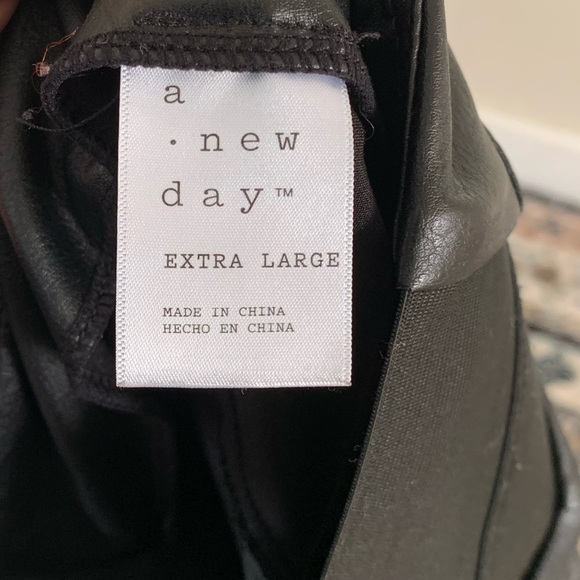 a
· new
day™
EXTRA LARGE
MADE IN CHINA
HECHO EN CHINA